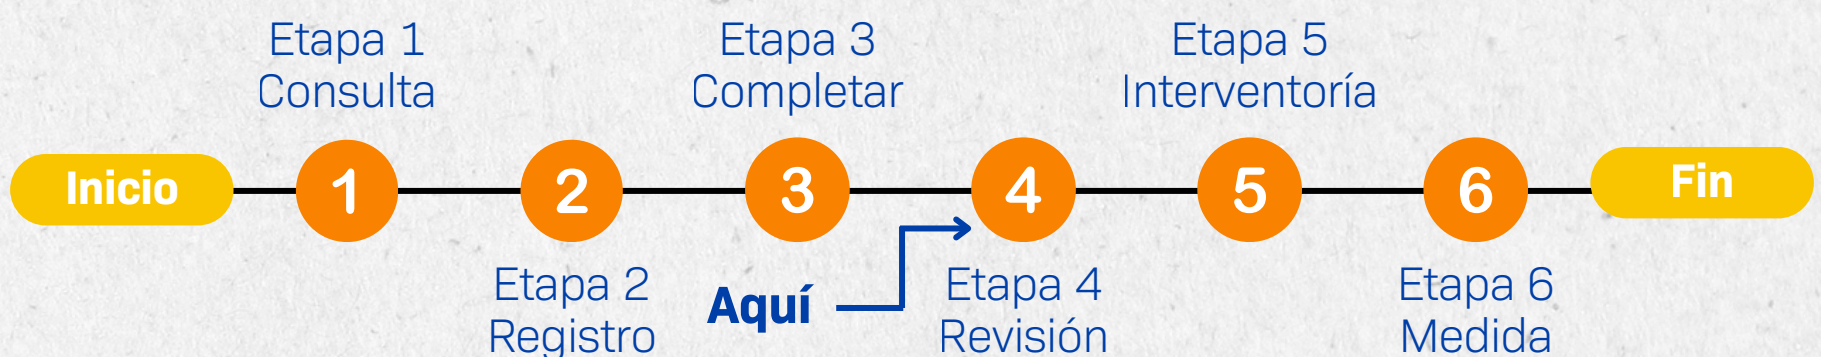 Etapa 1
Consulta
Etapa 3
Completar
Etapa 5
Interventoría
Inicio
1
2
3
4
5
6
Fin
Etapa 2
Registro
Aquí
Etapa 4
Revisión
Etapa 6
Medida